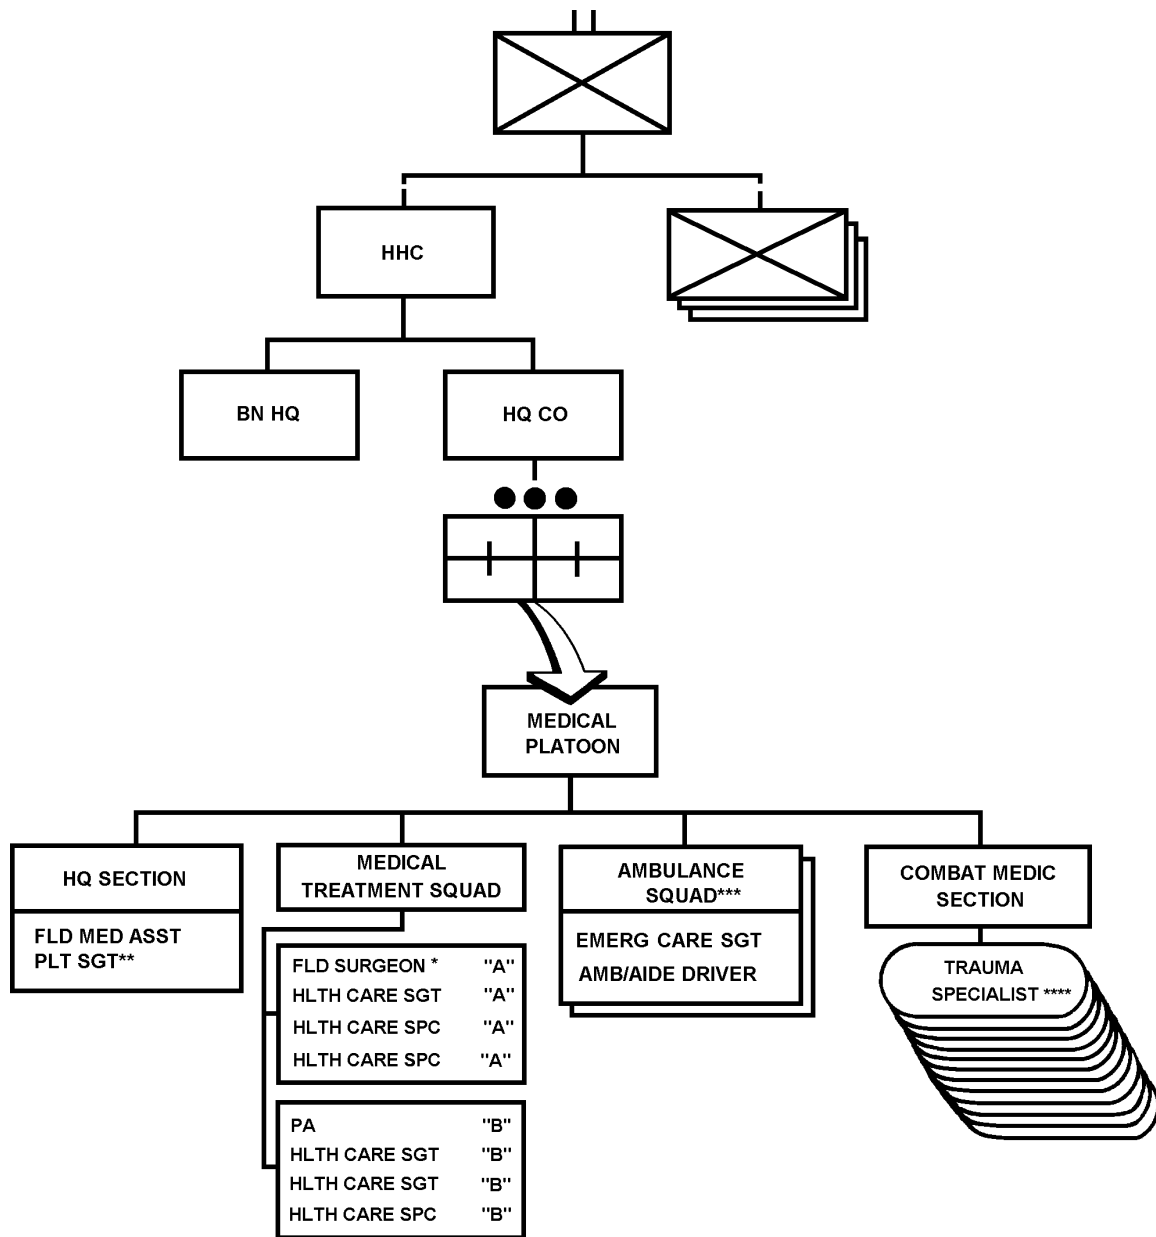 HHC
BN HQ
HQ CO
MEDICAL
PLATOON
HQ SECTION
FLD MED ASST
PLT SGT**
MEDICAL
TREATMENT SQUAD
FLD SURGEON * "A"
HLTH CARE SGT "A"
HLTH CARE SPC "A"
HLTH CARE SPC "A"
PA "B"
HLTH CARE SGT "B"
HLTH CARE SGT "B"
HLTH CARE SPC "B"
AMBULANCE
SQUAD***
EMERG CARE SGT
AMB/AIDE DRIVER
COMBAT MEDIC
SECTION
TRAUMA
SPECIALIST ****